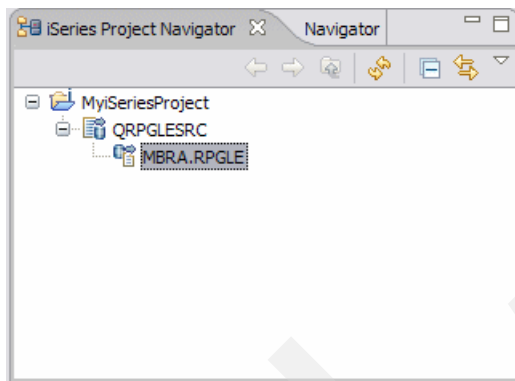 iSeries Project Navigator Navigator
MyiSeriesProject
QRPGLESRC
MBRA.RPGLE